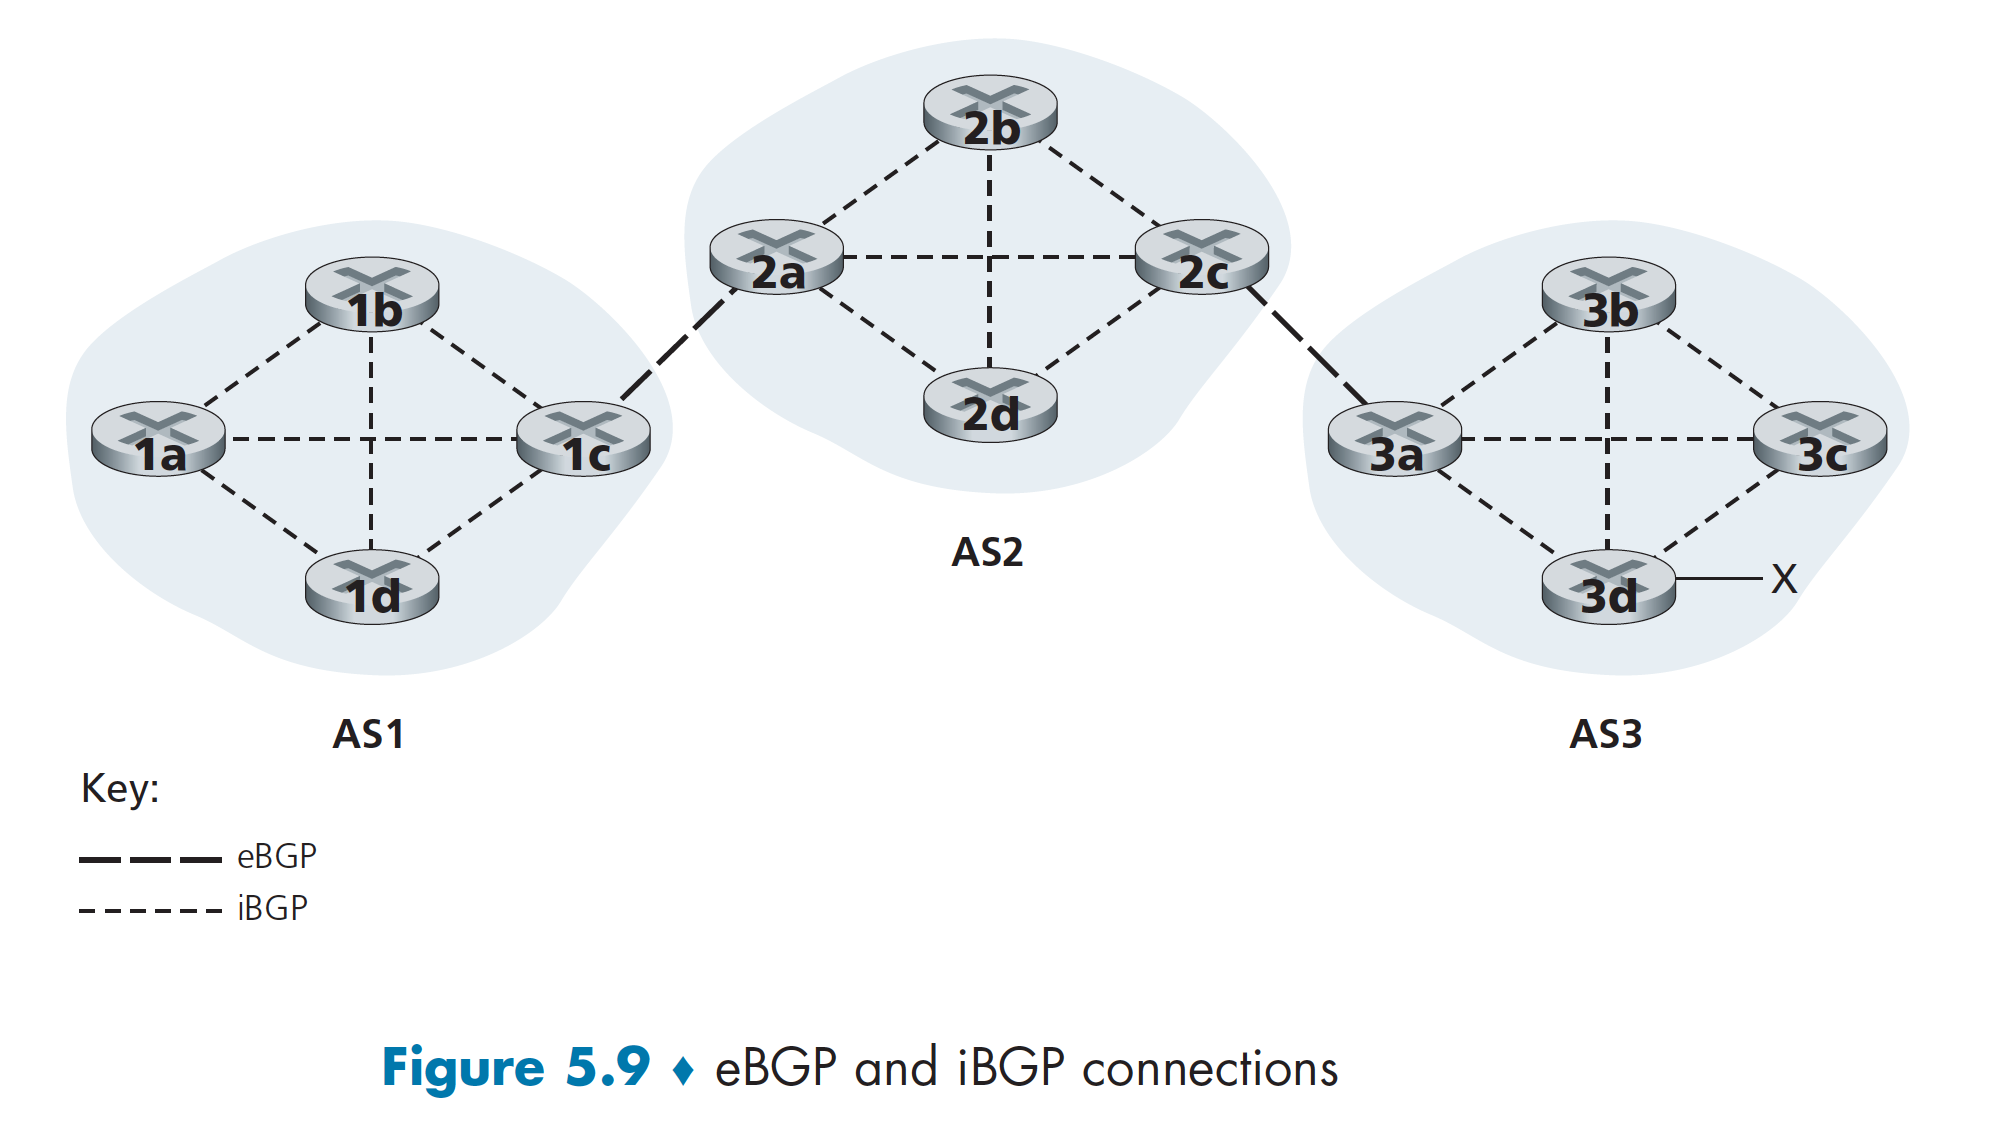 2b
2a
2c
2d
AS2
1b
1a
1c
1d
AS1
3b
3a
3c
3d
X
AS3
Key:
eBGP
iBGP
Figure 5.9 ♦ eBGP and iBGP connections